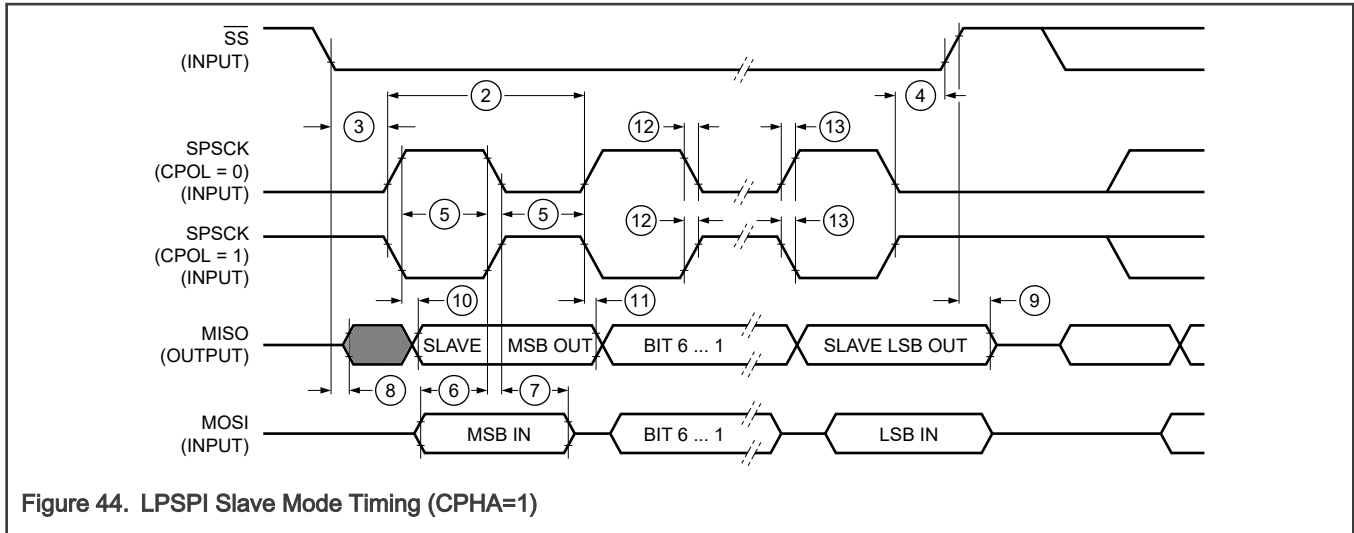 SS
(INPUT)
2
3
4
12
13
SPSCK
(CPOL = 0)
(INPUT)
5
5
12
13
SPSCK
(CPOL = 1)
(INPUT)
10
11
9
MISO
(OUTPUT)
SLAVE MSB OUT
BIT 6 ... 1
SLAVE LSB OUT
8
6
7
MOSI
(INPUT)
MSB IN
BIT 6 ... 1
LSB IN
Figure 44. LPSPI Slave Mode Timing (CPHA=1)